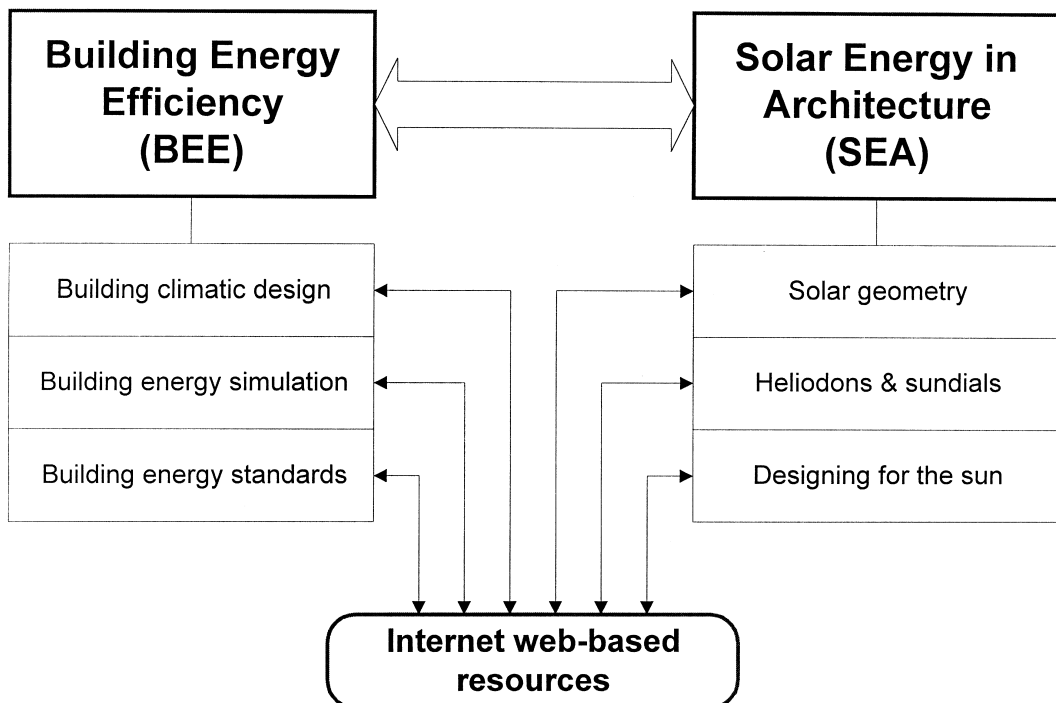 Building Energy
Efficiency
(BEE)
Solar Energy in
Architecture
(SEA)
Building climatic design
Building energy simulation
Building energy standards
Solar geometry
Heliodons & sundials
Designing for the sun
Internet web-based
resources